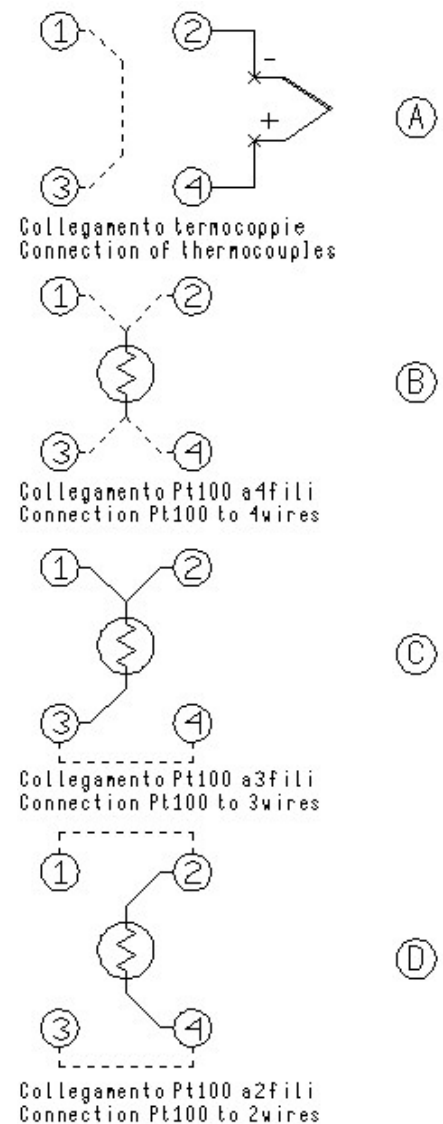 1 2
-
+
A
3 4
Collegamento termocoppie
Connection of thermocouples
1 2
B
3 4
Collegamento Pt100 a4fili
Connection Pt100 to 4wires
1 2
C
3 4
Collegamento Pt100 a3fili
Connection Pt100 to 3wires
1 2
D
3 4
Collegamento Pt100 a2fili
Connection Pt100 to 2wires